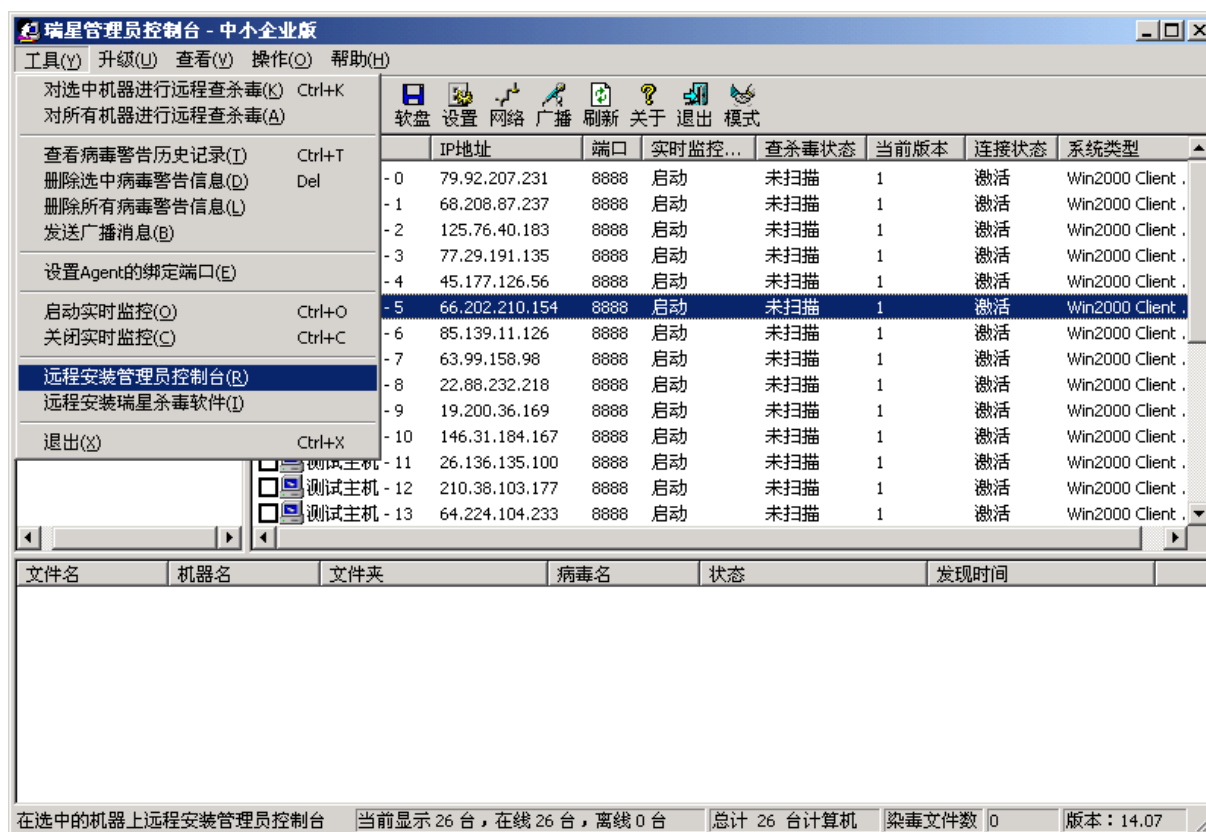 瑞星管理员控制台 - 中小企业版
工具(Y) 升级(U) 查看(V) 操作(O) 帮助(H)
对选中机器进行远程查杀毒(K) Ctrl+K
对所有机器进行远程查杀毒(A)
查看病毒警告历史记录(T) Ctrl+T
删除选中病毒警告信息(D) Del
删除所有病毒警告信息(L)
发送广播消息(B)
设置Agent的绑定端口(E)
启动实时监控(O) Ctrl+O
关闭实时监控(C) Ctrl+C
远程安装管理员控制台(R)
远程安装瑞星杀毒软件(I)
退出(X) Ctrl+X
软盘 设置 网络 广播 刷新 关于 退出 模式
IP地址 端口 实时监控... 查杀毒状态 当前版本 连接状态 系统类型
- 0 79.92.207.231 8888 启动 未扫描 1 激活 Win2000 Client .
- 1 68.208.87.237 8888 启动 未扫描 1 激活 Win2000 Client .
- 2 125.76.40.183 8888 启动 未扫描 1 激活 Win2000 Client .
- 3 77.29.191.135 8888 启动 未扫描 1 激活 Win2000 Client .
- 4 45.177.126.56 8888 启动 未扫描 1 激活 Win2000 Client .
- 5 66.202.210.154 8888 启动 未扫描 1 激活 Win2000 Client .
- 6 85.139.11.126 8888 启动 未扫描 1 激活 Win2000 Client .
- 7 63.99.158.98 8888 启动 未扫描 1 激活 Win2000 Client .
- 8 22.88.232.218 8888 启动 未扫描 1 激活 Win2000 Client .
- 9 19.200.36.169 8888 启动 未扫描 1 激活 Win2000 Client .
- 10 146.31.184.167 8888 启动 未扫描 1 激活 Win2000 Client .
测试主机 - 11 26.136.135.100 8888 启动 未扫描 1 激活 Win2000 Client .
测试主机 - 12 210.38.103.177 8888 启动 未扫描 1 激活 Win2000 Client .
测试主机 - 13 64.224.104.233 8888 启动 未扫描 1 激活 Win2000 Client .
文件名 机器名 文件夹 病毒名 状态 发现时间
在选中的机器上远程安装管理员控制台 当前显示 26 台，在线 26 台，离线 0 台 总计 26 台计算机 染毒文件数 0 版本：14.07